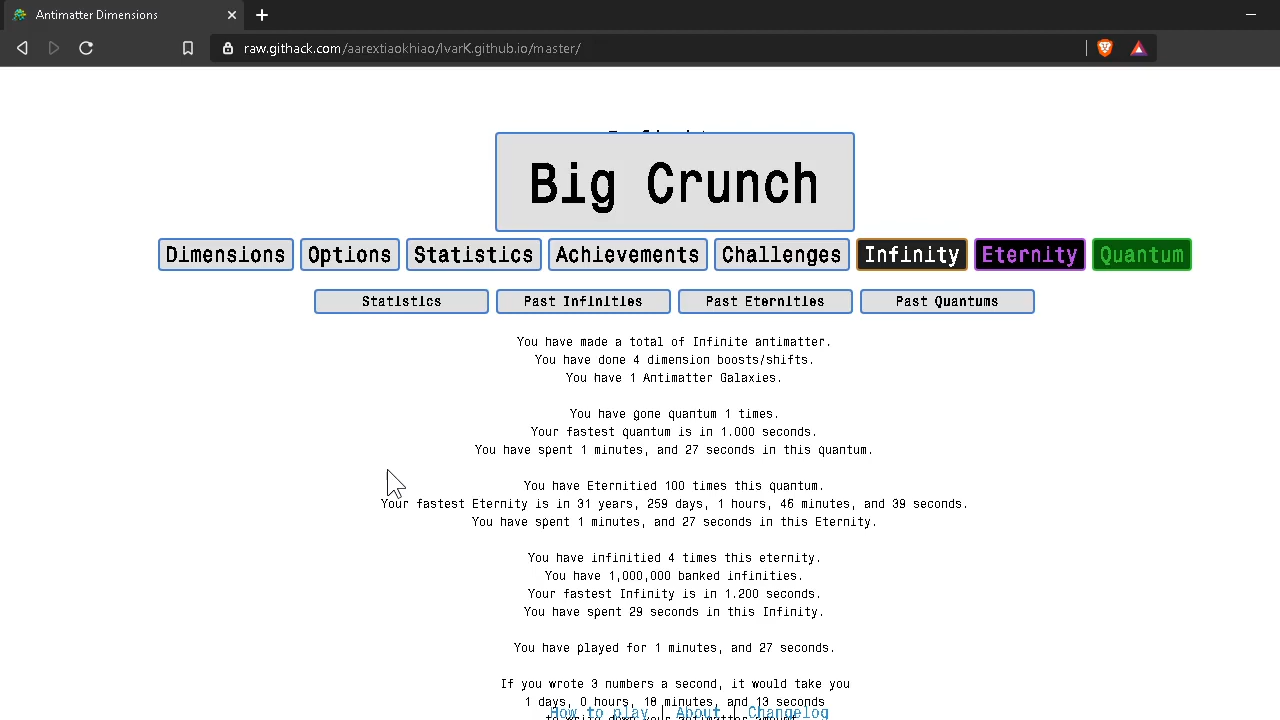 Antimatter Dimensions
raw.githack.com/aarextiaokhiao/IvarK.github.io/master/
Big Crunch
Dimensions Options Statistics Achievements Challenges Infinity Eternity Quantum
Statistics Past Infinities Past Eternities Past Quantums
You have made a total of Infinite antimatter.
You have done 4 dimension boosts/shifts.
You have 1 Antimatter Galaxies.
You have gone quantum 1 times.
Your fastest quantum is in 1.000 seconds.
You have spent 1 minutes, and 27 seconds in this quantum.
You have Eternitied 100 times this quantum.
Your fastest Eternity is in 31 years, 259 days, 1 hours, 46 minutes, and 39 seconds.
You have spent 1 minutes, and 27 seconds in this Eternity.
You have infinitied 4 times this eternity.
You have 1,000,000 banked infinities.
Your fastest Infinity is in 1.200 seconds.
You have spent 29 seconds in this Infinity.
You have played for 1 minutes, and 27 seconds.
If you wrote 3 numbers a second, it would take you
1 days, 0 hours, 18 minutes, and 13 seconds
How to play | About | Changelog